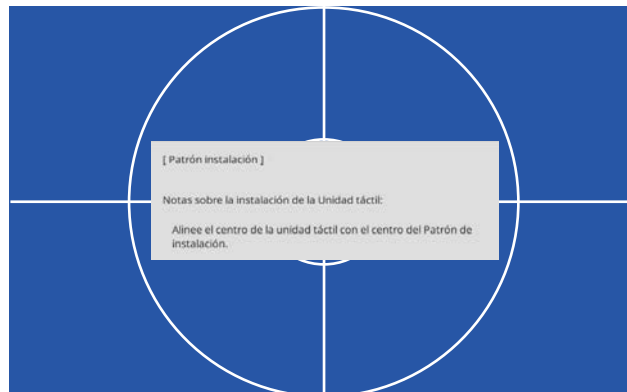 [ Patrón instalación ]
Notas sobre la instalación de la Unidad táctil:
Alinee el centro de la unidad táctil con el centro del Patrón de
instalación.